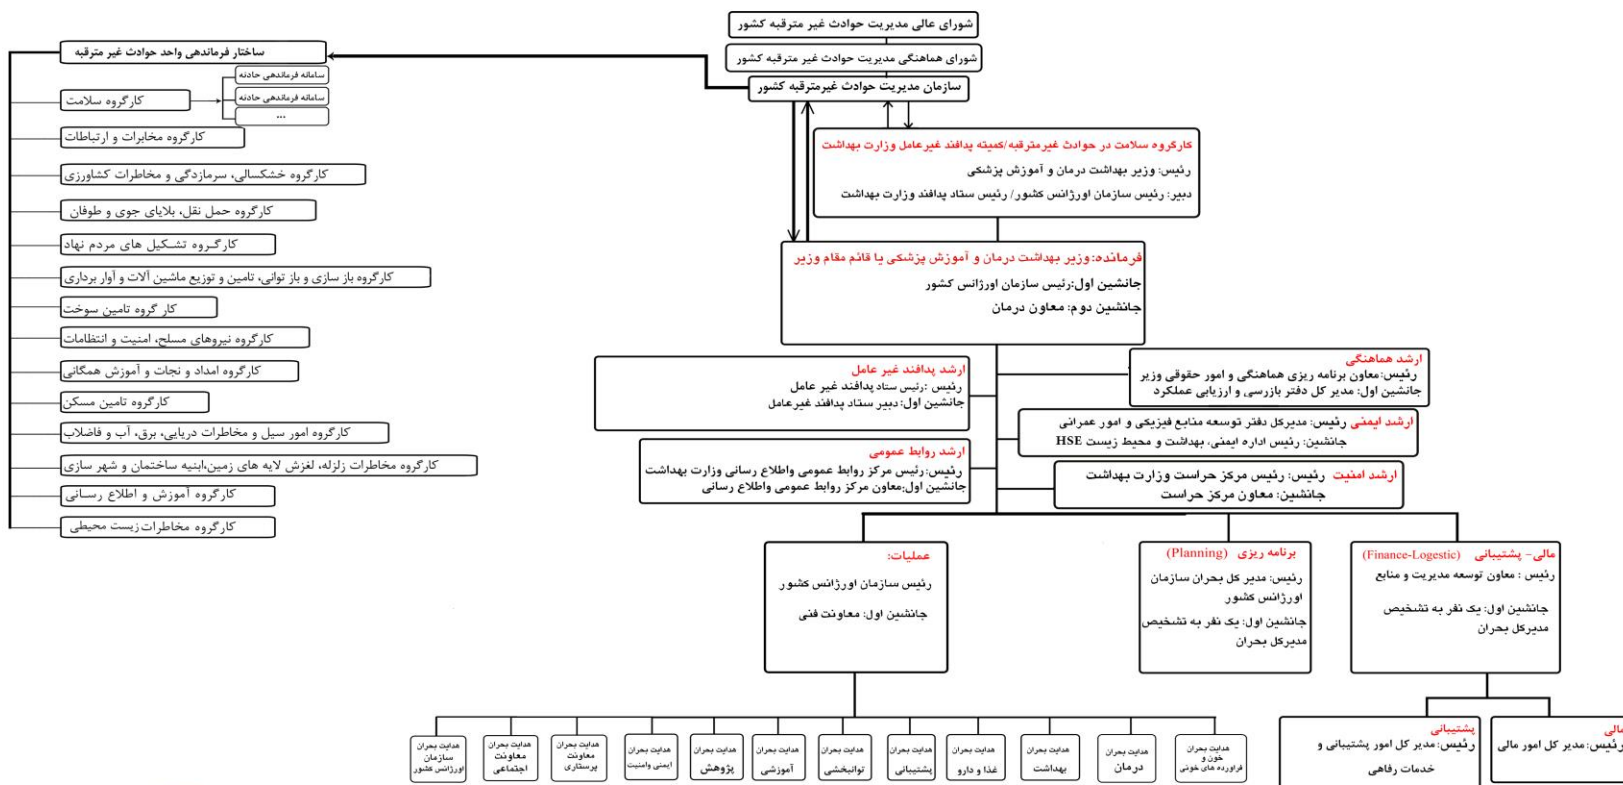 شورای عالی مدیریت حوادث غیر مترقبه کشور
شورای هماهنگی مدیریت حوادث غیر مترقبه کشور
سازمان مدیریت حوادث غیرمترقبه کشور
ساختار فرماندهی واحد حوادث غیر مترقبه
سامانه فرماندهی حادثه
کارگروه سلامت
سامانه فرماندهی حادثه
...
کارگروه مخابرات و ارتباطات
کارگروه خشکسالی، سرمازدگی و مخاطرات کشاورزی
کارگروه حمل نقل، بلایای جوی و طوفان
کارگروه تشکیل های مردم نهاد
کارگروه باز سازی و باز توانی، تامین و توزیع ماشین آلات و آوار برداری
کار گروه تامین سوخت
کارگروه نیروهای مسلح، امنیت و انتظامات
کارگروه امداد و نجات و آموزش همگانی
کارگروه تامین مسکن
کارگروه امور سیل و مخاطرات دریایی، برق، آب و فاضلاب
کارگروه مخاطرات زلزله، لغزش لایه های زمین،ابنیه ساختمان و شهر سازی
کارگروه آموزش و اطلاع رسانی
کارگروه مخاطرات زیست محیطی
کارگروه سلامت در حوادث غیرمترقبه/کمیته پدافند غیرعامل وزارت بهداشت
رئیس: وزیر بهداشت درمان و آموزش پزشکی
دبیر: رئیس سازمان اورژانس کشور/ رئیس ستاد پدافند وزارت بهداشت
فرمانده: وزیر بهداشت درمان و آموزش پزشکی یا قائم مقام وزیر
جانشین اول:رئیس سازمان اورژانس کشور
جانشین دوم: معاون درمان
ارشد هماهنگی
رئیس:معاون برنامه ریزی هماهنگی و امور حقوقی وزیر
جانشین اول: مدیر کل دفتر بازرسی و ارزیابی عملکرد
ارشد پدافند غیر عامل
رئیس :رئیس ستاد پدافند غیر عامل
جانشین اول: دبیر ستاد پدافند غیرعامل
ارشد ایمنی رئیس: مدیرکل دفتر توسعه منابع فیزیکی و امور عمرانی
جانشین: رئیس اداره ایمنی، بهداشت و محیط زیست HSE
ارشد روابط عمومی
رئیس: رئیس مرکز روابط عمومی واطلاع رسانی وزارت بهداشت
جانشین اول:معاون مرکز روابط عمومی واطلاع رسانی
ارشد امنیت رئیس: رئیس مرکز حراست وزارت بهداشت
جانشین: معاون مرکز حراست
مالی- پشتیبانی (Finance-Logestic)
رئیس : معاون توسعه مدیریت و منابع
جانشین اول: یک نفر به تشخیص
مدیرکل بحران
برنامه ریزی (Planning)
رئیس: مدیر کل بحران سازمان
اورژانس کشور
جانشین اول: یک نفر به تشخیص
مدیرکل بحران
عملیات:
رئیس سازمان اورژانس کشور
جانشین اول: معاونت فنی
مالی
رئیس: مدیر کل امور مالی
پشتیبانی
رئیس: مدیر کل امور پشتیبانی و
خدمات رفاهی
هدایت بحران
خون و
فراورده های خونی
هدایت بحران
درمان
هدایت بحران
بهداشت
هدایت بحران
غذا و دارو
هدایت بحران
پشتیبانی
هدایت بحران
توانبخشی
هدایت بحران
آموزشی
هدایت بحران
پژوهش
هدایت بحران
ایمنی وامنیت
هدایت بحران
معاونت
پرستاری
هدایت بحران
معاونت
اجتماعی
هدایت بحران
سازمان
اورژانس کشور